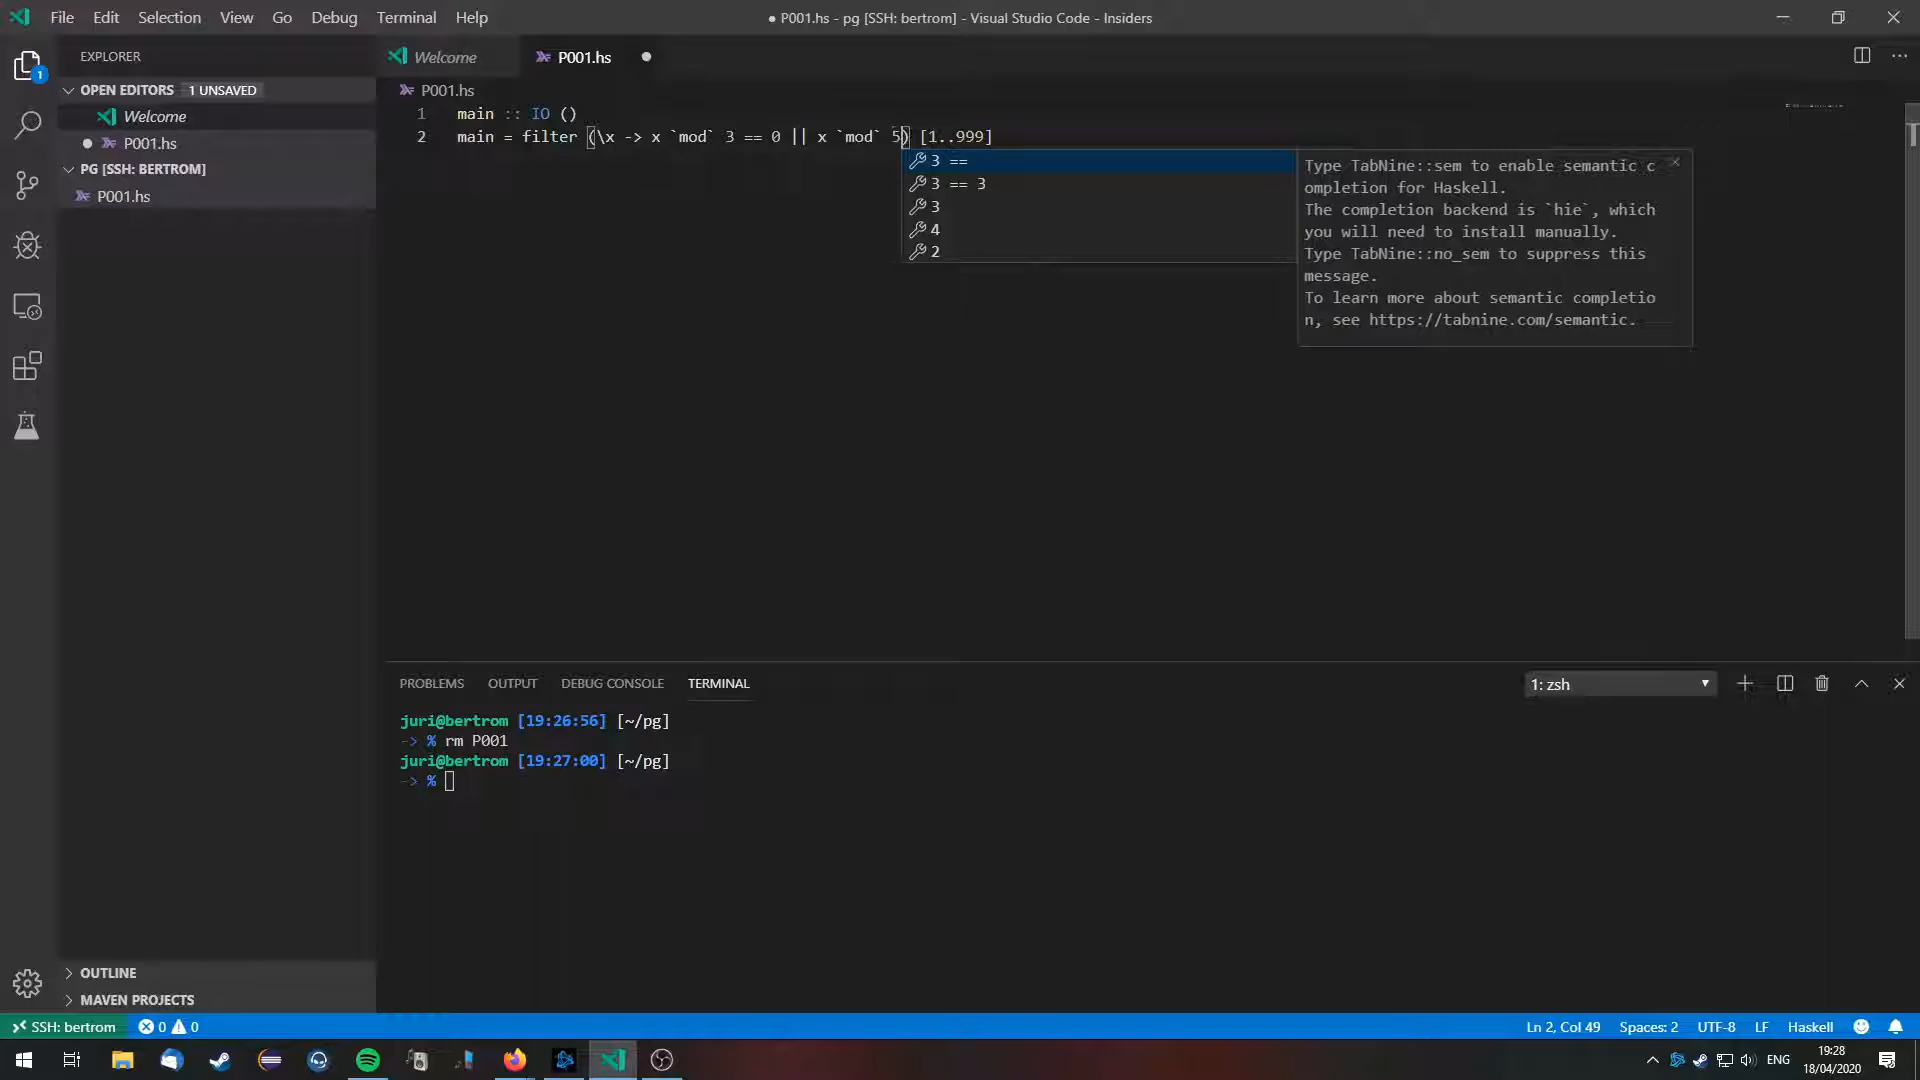 File Edit Selection View Go Debug Terminal Help
● P001.hs - pg [SSH: bertrom] - Visual Studio Code - Insiders
EXPLORER
Welcome
P001.hs
1
OPEN EDITORS 1 UNSAVED
Welcome
P001.hs
PG [SSH: BERTROM]
P001.hs
P001.hs
1 main :: IO ()
2 main = filter (\x -> x `mod` 3 == 0 || x `mod` 5) [1..999]
3 ==
3 == 3
3
4
2
Type TabNine::sem to enable semantic c
ompletion for Haskell.
The completion backend is `hie`, which
you will need to install manually.
Type TabNine::no_sem to suppress this
message.
To learn more about semantic completio
n, see https://tabnine.com/semantic.
PROBLEMS OUTPUT DEBUG CONSOLE TERMINAL
1: zsh
juri@bertrom [19:26:56] [~/pg]
-> % rm P001
juri@bertrom [19:27:00] [~/pg]
-> %
OUTLINE
MAVEN PROJECTS
SSH: bertrom 0 0
Ln 2, Col 49 Spaces: 2 UTF-8 LF Haskell
ENG
19:28
18/04/2020